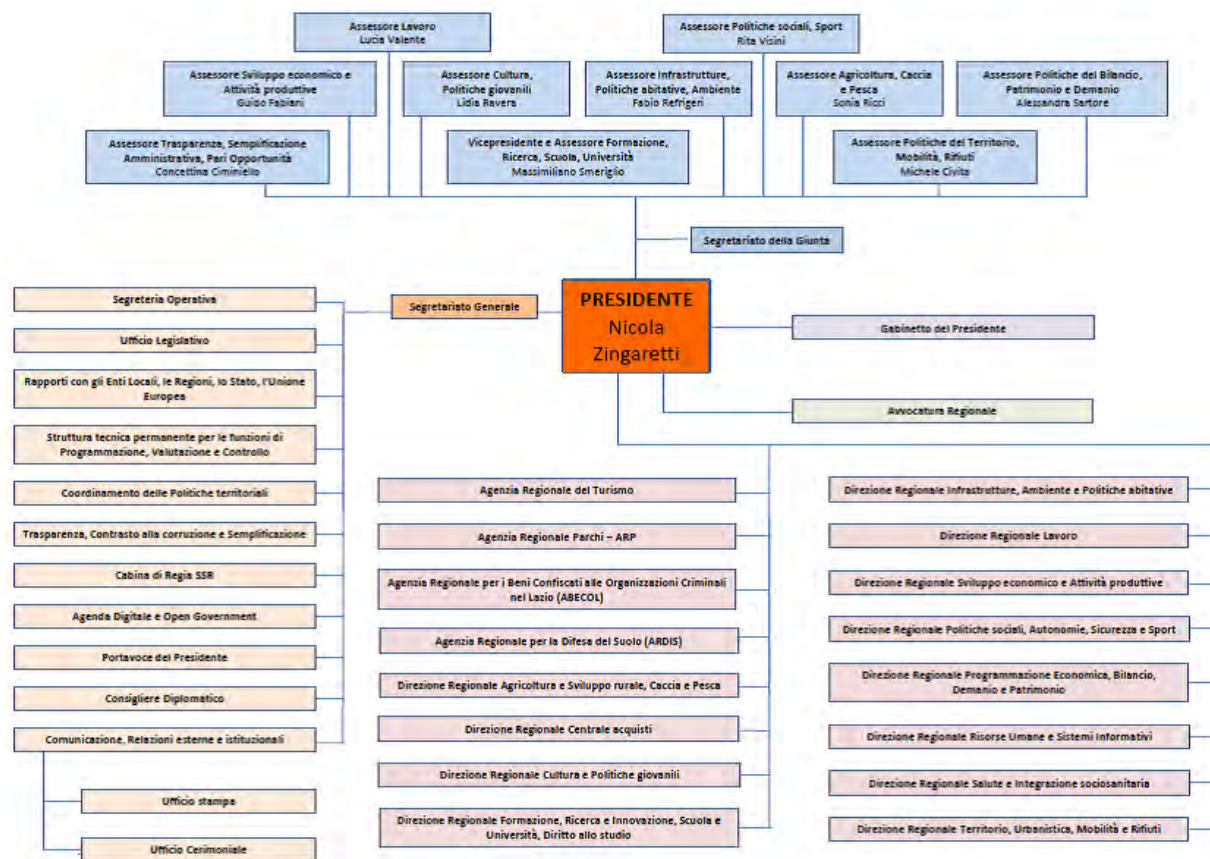 Assessore Lavoro
Lucia Valente
Assessore Politiche sociali, Sport
Rita Visini
Assessore Sviluppo economico e
Attività produttive
Guido Fabiani
Assessore Cultura,
Politiche giovanili
Lidia Ravera
Assessore Infrastrutture,
Politiche abitative, Ambiente
Fabio Refrigeri
Assessore Agricoltura, Caccia
e Pesca
Sonia Ricci
Assessore Politiche del Bilancio,
Patrimonio e Demanio
Alessandra Sartore
Assessore Trasparenza, Semplificazione
Amministrativa, Pari Opportunità
Concettina Ciminiello
Vicepresidente e Assessore Formazione,
Ricerca, Scuola, Università
Massimiliano Smeriglio
Assessore Politiche del Territorio,
Mobilità, Rifiuti
Michele Civita
Segretariato della Giunta
PRESIDENTE
Nicola
Zingaretti
Segretariato Generale
Gabinetto del Presidente
Avvocatura Regionale
Segreteria Operativa
Ufficio Legislativo
Rapporti con gli Enti Locali, le Regioni, lo Stato, l'Unione
Europea
Struttura tecnica permanente per le funzioni di
Programmazione, Valutazione e Controllo
Coordinamento delle Politiche territoriali
Trasparenza, Contrasto alla corruzione e Semplificazione
Cabina di Regia SSR
Agenda Digitale e Open Government
Portavoce del Presidente
Consigliere Diplomatico
Comunicazione, Relazioni esterne e istituzionali
Ufficio stampa
Ufficio Cerimoniale
Agenzia Regionale del Turismo
Agenzia Regionale Parchi – ARP
Agenzia Regionale per i Beni Confiscati alle Organizzazioni Criminali
nel Lazio (ABECOL)
Agenzia Regionale per la Difesa del Suolo (ARDIS)
Direzione Regionale Agricoltura e Sviluppo rurale, Caccia e Pesca
Direzione Regionale Centrale acquisti
Direzione Regionale Cultura e Politiche giovanili
Direzione Regionale Formazione, Ricerca e Innovazione, Scuola e
Università, Diritto allo studio
Direzione Regionale Infrastrutture, Ambiente e Politiche abitative
Direzione Regionale Lavoro
Direzione Regionale Sviluppo economico e Attività produttive
Direzione Regionale Politiche sociali, Autonomie, Sicurezza e Sport
Direzione Regionale Programmazione Economica, Bilancio,
Demanio e Patrimonio
Direzione Regionale Risorse Umane e Sistemi Informativi
Direzione Regionale Salute e Integrazione sociosanitaria
Direzione Regionale Territorio, Urbanistica, Mobilità e Rifiuti